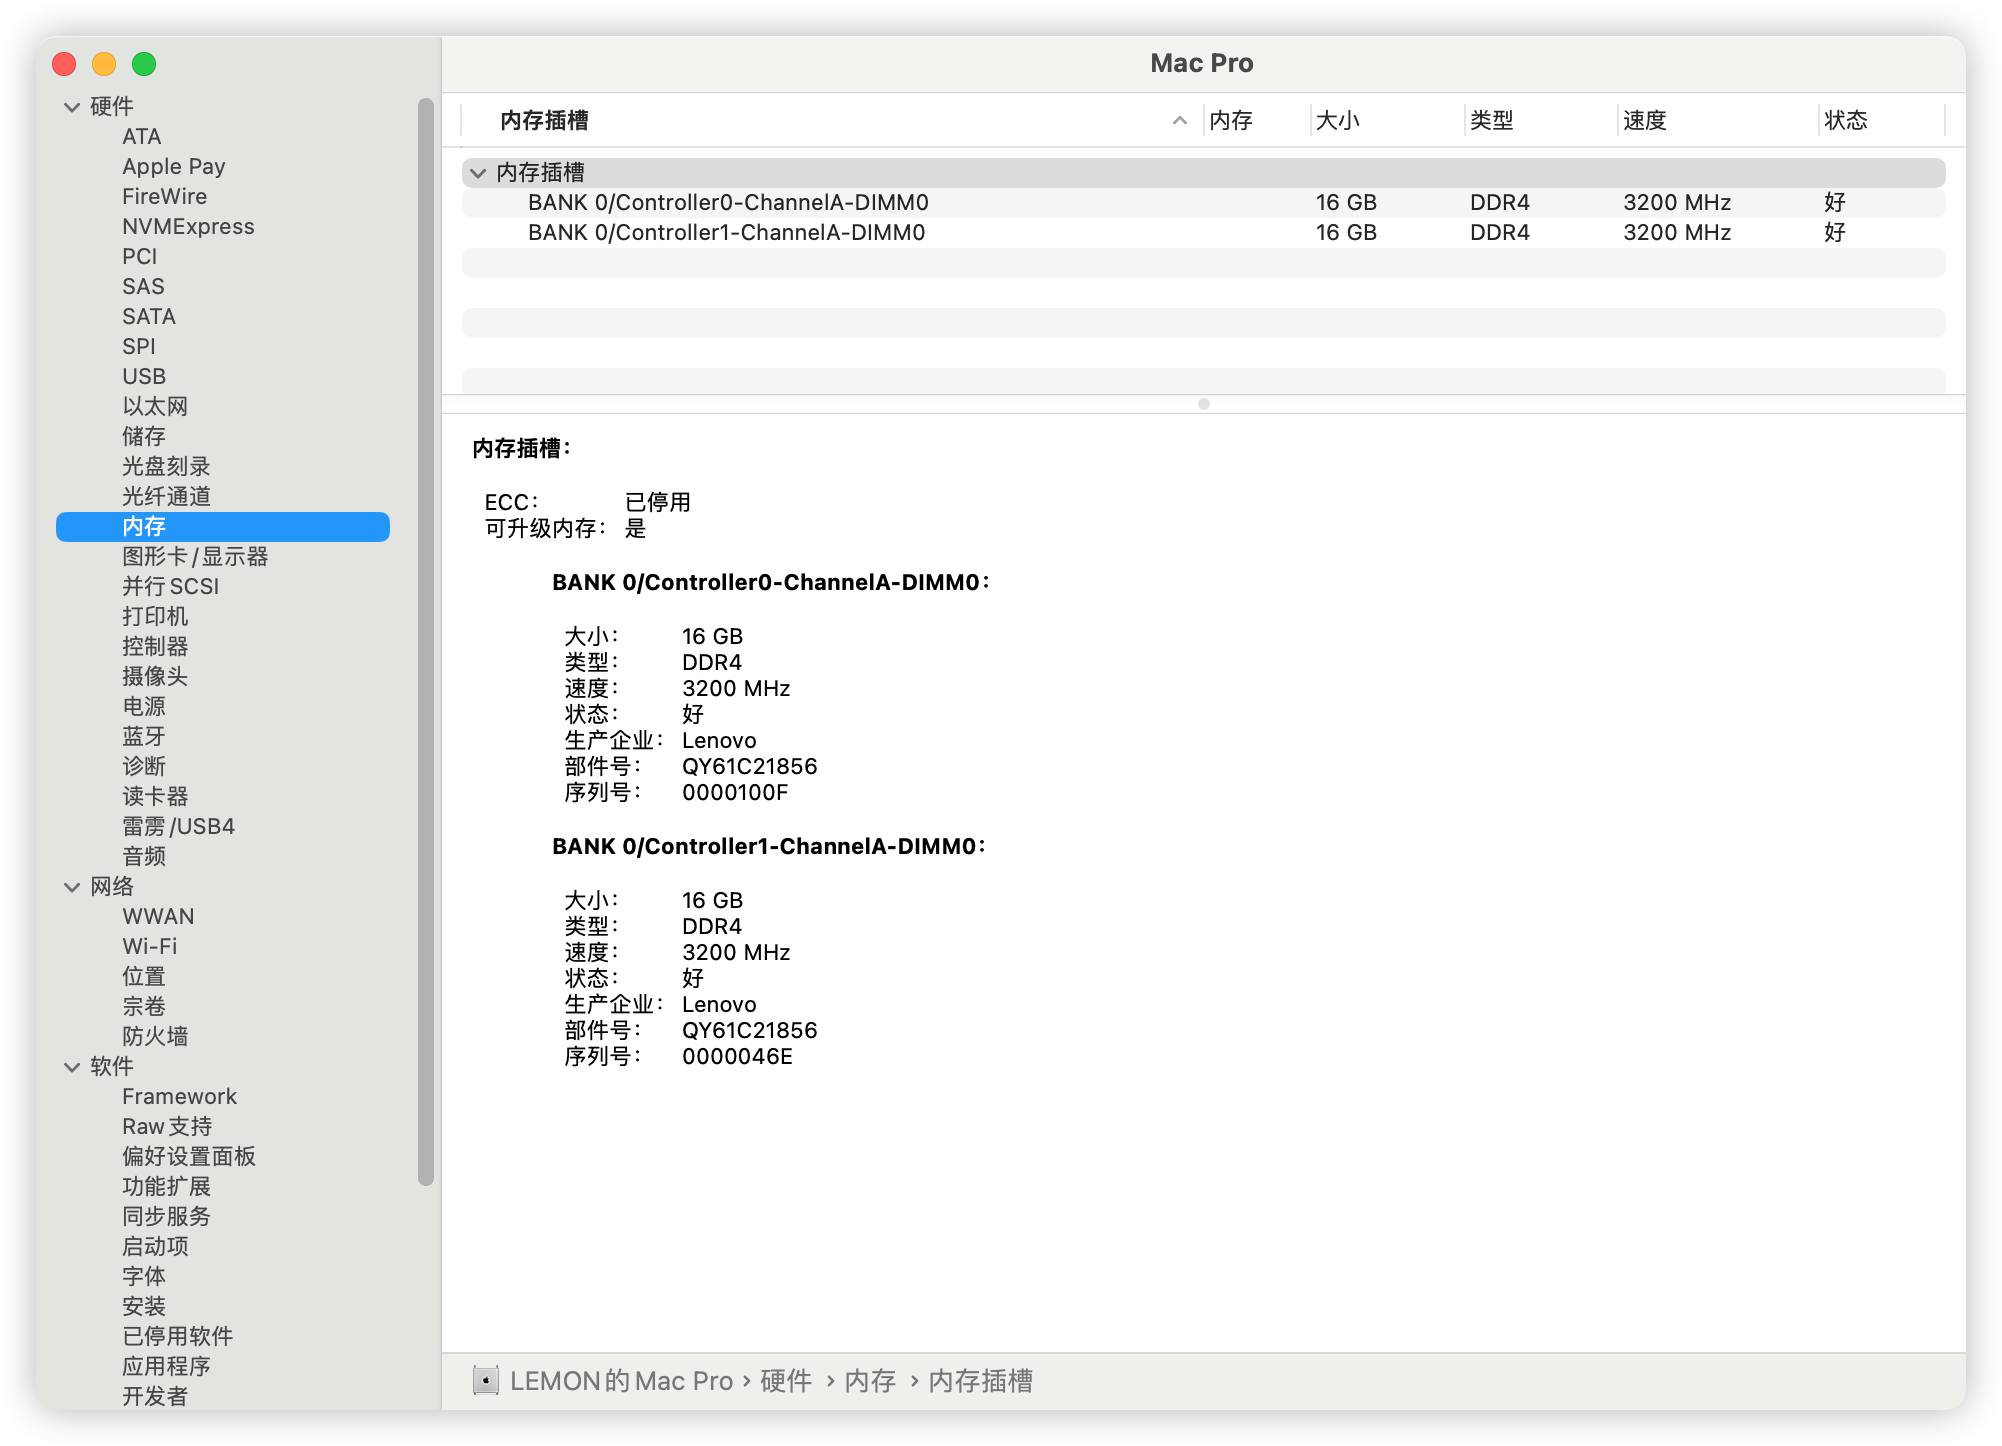 Mac Pro
硬件
ATA
Apple Pay
FireWire
NVMExpress
PCI
SAS
SATA
SPI
USB
以太网
储存
光盘刻录
光纤通道
内存
图形卡/显示器
并行SCSI
打印机
控制器
摄像头
电源
蓝牙
诊断
读卡器
雷雳/USB4
音频
网络
WWAN
Wi-Fi
位置
宗卷
防火墙
软件
Framework
Raw支持
偏好设置面板
功能扩展
同步服务
启动项
字体
安装
已停用软件
应用程序
开发者
内存插槽 内存 大小 类型 速度 状态
内存插槽
BANK 0/Controller0-ChannelA-DIMM0 16 GB DDR4 3200 MHz 好
BANK 0/Controller1-ChannelA-DIMM0 16 GB DDR4 3200 MHz 好
内存插槽：
ECC： 已停用
可升级内存： 是
BANK 0/Controller0-ChannelA-DIMM0：
大小： 16 GB
类型： DDR4
速度： 3200 MHz
状态： 好
生产企业： Lenovo
部件号： QY61C21856
序列号： 0000100F
BANK 0/Controller1-ChannelA-DIMM0：
大小： 16 GB
类型： DDR4
速度： 3200 MHz
状态： 好
生产企业： Lenovo
部件号： QY61C21856
序列号： 0000046E
LEMON的Mac Pro › 硬件 › 内存 › 内存插槽